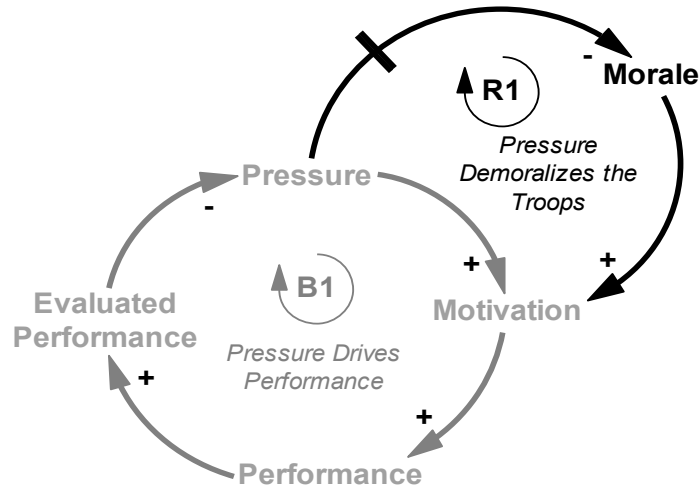 -
Morale
R1
Pressure
Demoralizes the
Troops
Pressure
-
+
+
B1
Evaluated
Performance
Motivation
Pressure Drives
Performance
+
+
Performance